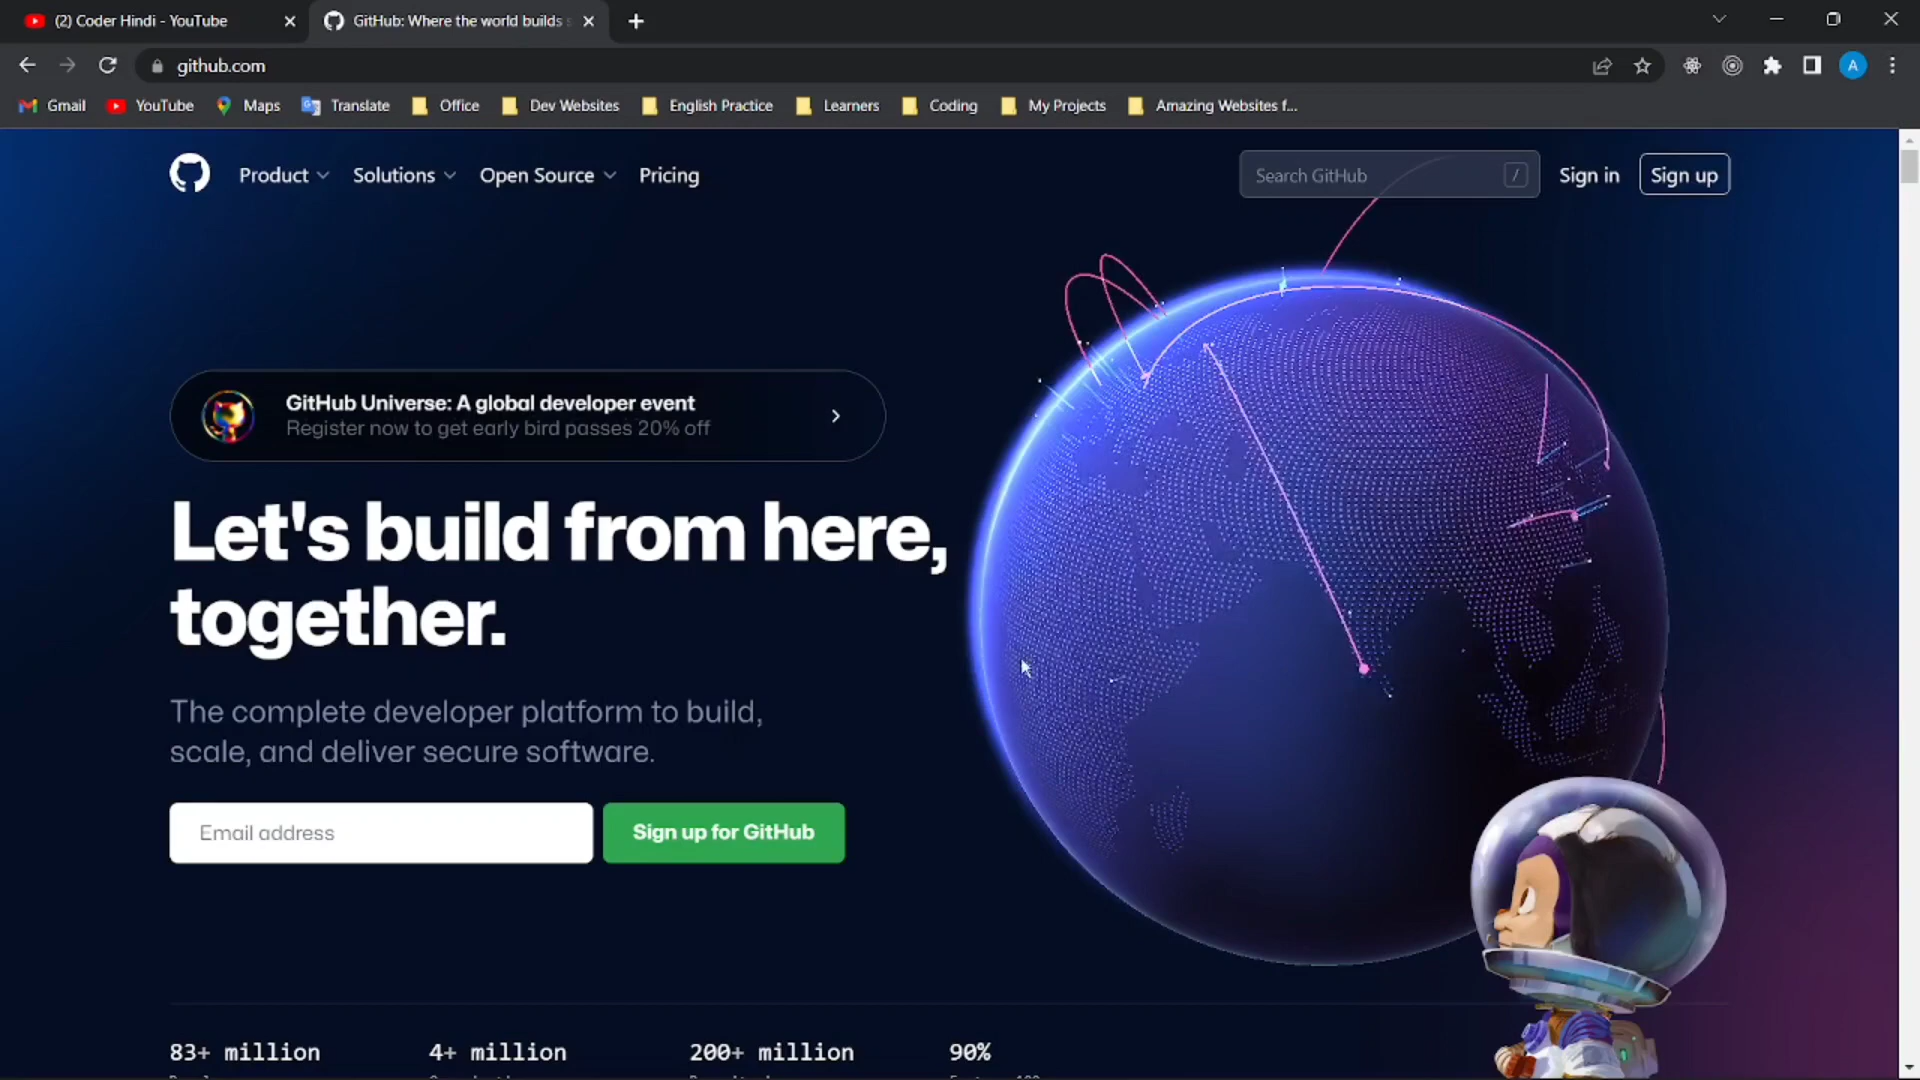 (2) Coder Hindi - YouTube
GitHub: Where the world builds
github.com
A
Gmail
YouTube
Maps
Translate
Office
Dev Websites
English Practice
Learners
Coding
My Projects
Amazing Websites f...
Product
Solutions
Open Source
Pricing
Search GitHub
/
Sign in
Sign up
GitHub Universe: A global developer event
Register now to get early bird passes 20% off
Let's build from here,
together.
The complete developer platform to build,
scale, and deliver secure software.
Email address
Sign up for GitHub
83+ million
4+ million
200+ million
90%